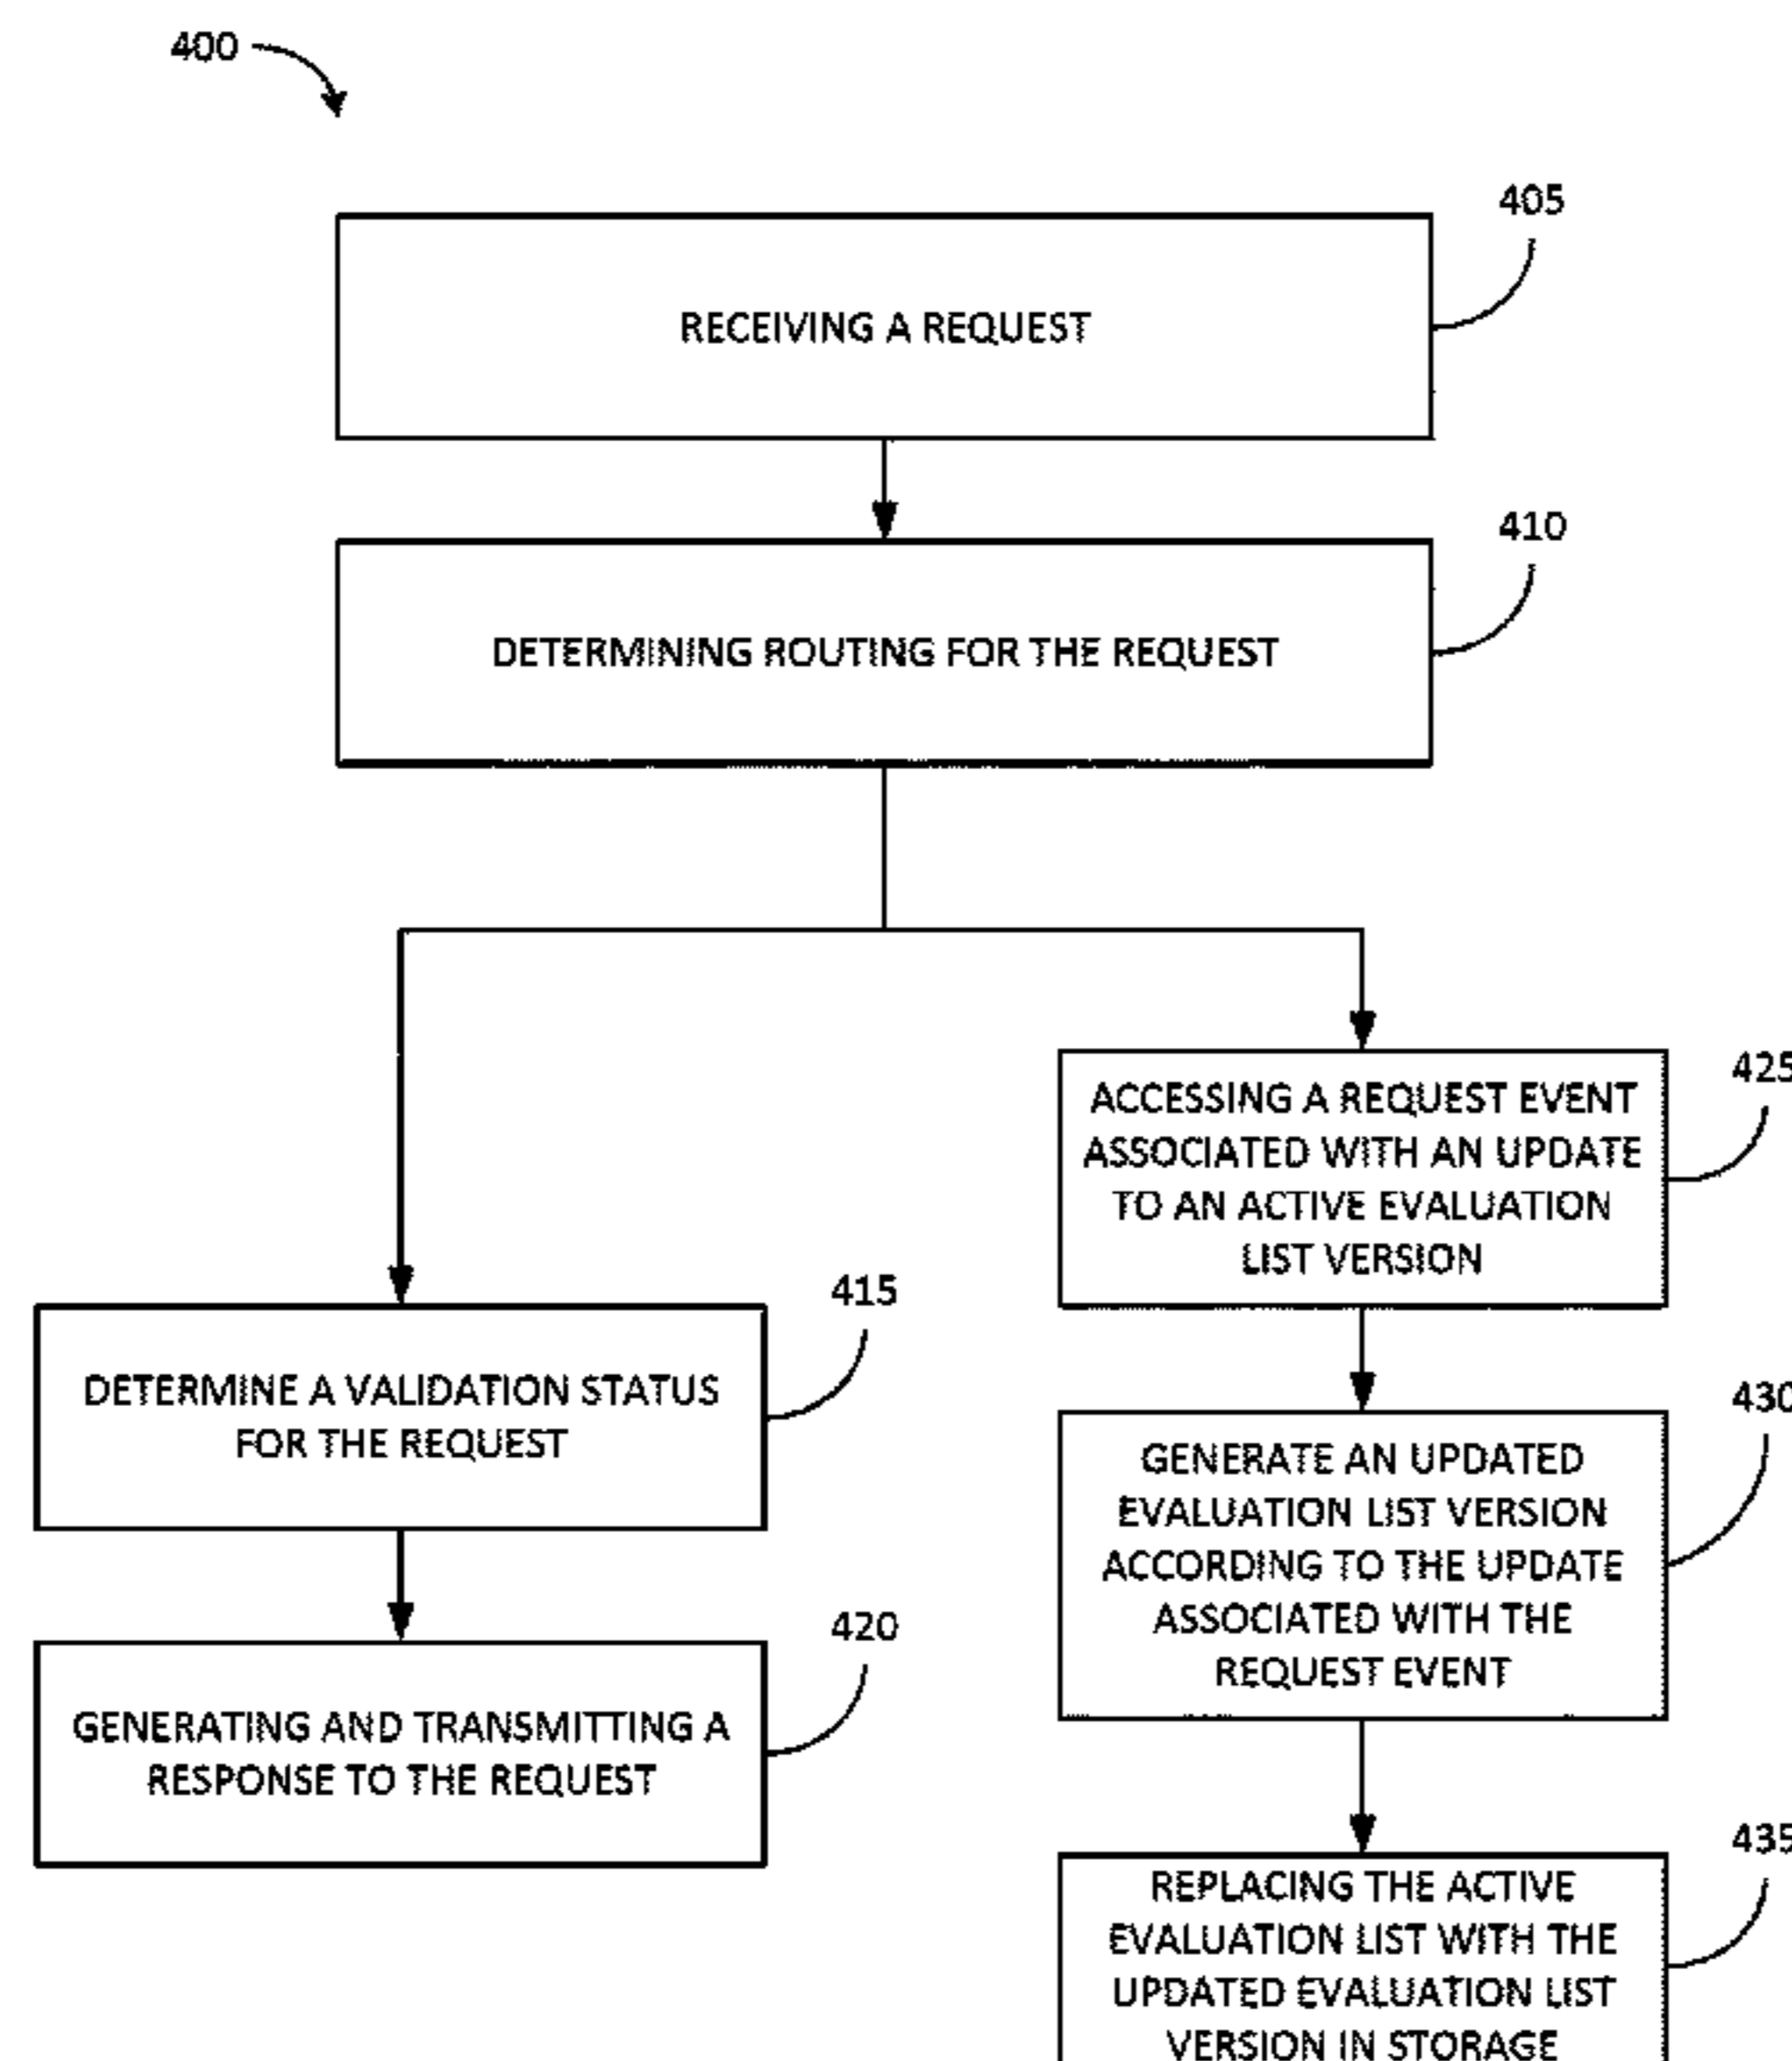 400
405
RECEIVING A REQUEST
410
DETERMINING ROUTING FOR THE REQUEST
425
ACCESSING A REQUEST EVENT
ASSOCIATED WITH AN UPDATE
TO AN ACTIVE EVALUATION
LIST VERSION
415
DETERMINE A VALIDATION STATUS
FOR THE REQUEST
430
GENERATE AN UPDATED
EVALUATION LIST VERSION
ACCORDING TO THE UPDATE
ASSOCIATED WITH THE
REQUEST EVENT
420
GENERATING AND TRANSMITTING A
RESPONSE TO THE REQUEST
435
REPLACING THE ACTIVE
EVALUATION LIST WITH THE
UPDATED EVALUATION LIST
VERSION IN STORAGE